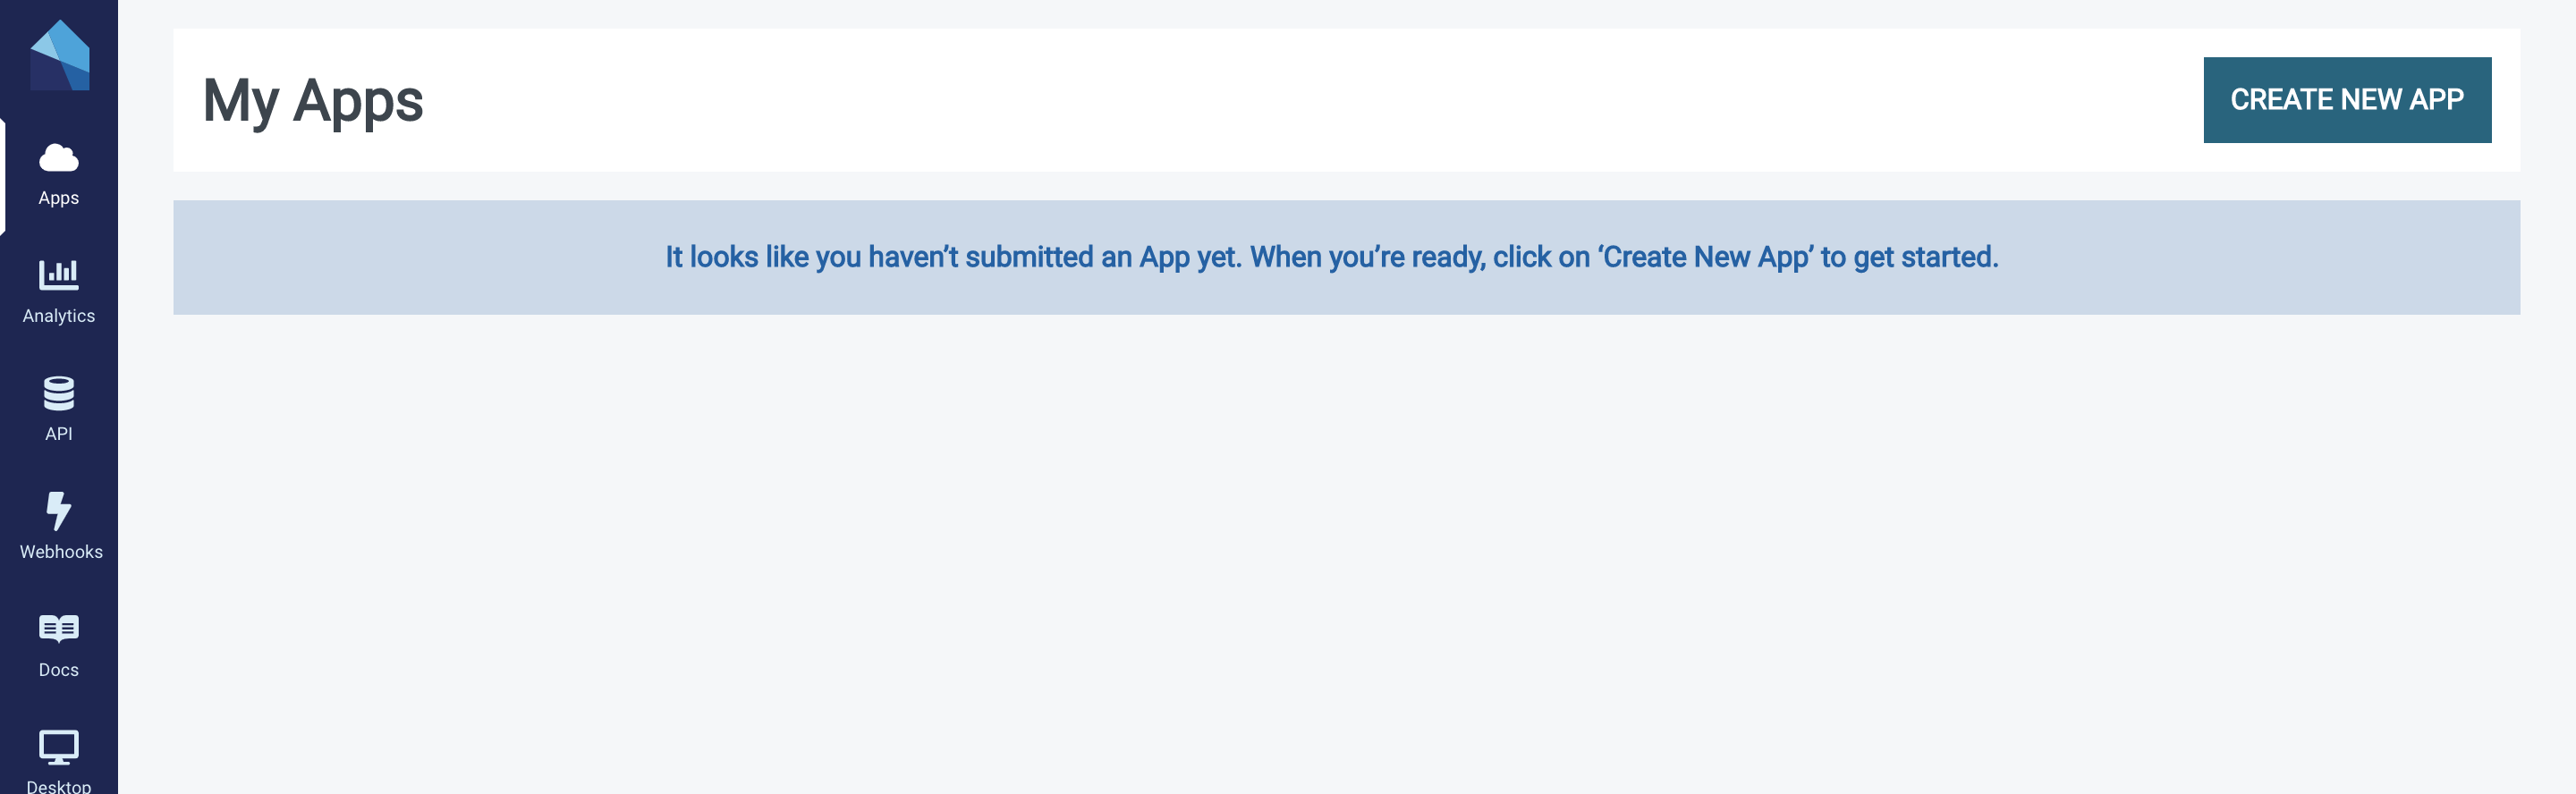 My Apps
CREATE NEW APP
It looks like you haven’t submitted an App yet. When you’re ready, click on ‘Create New App’ to get started.
Apps
Analytics
API
Webhooks
Docs
Desktop